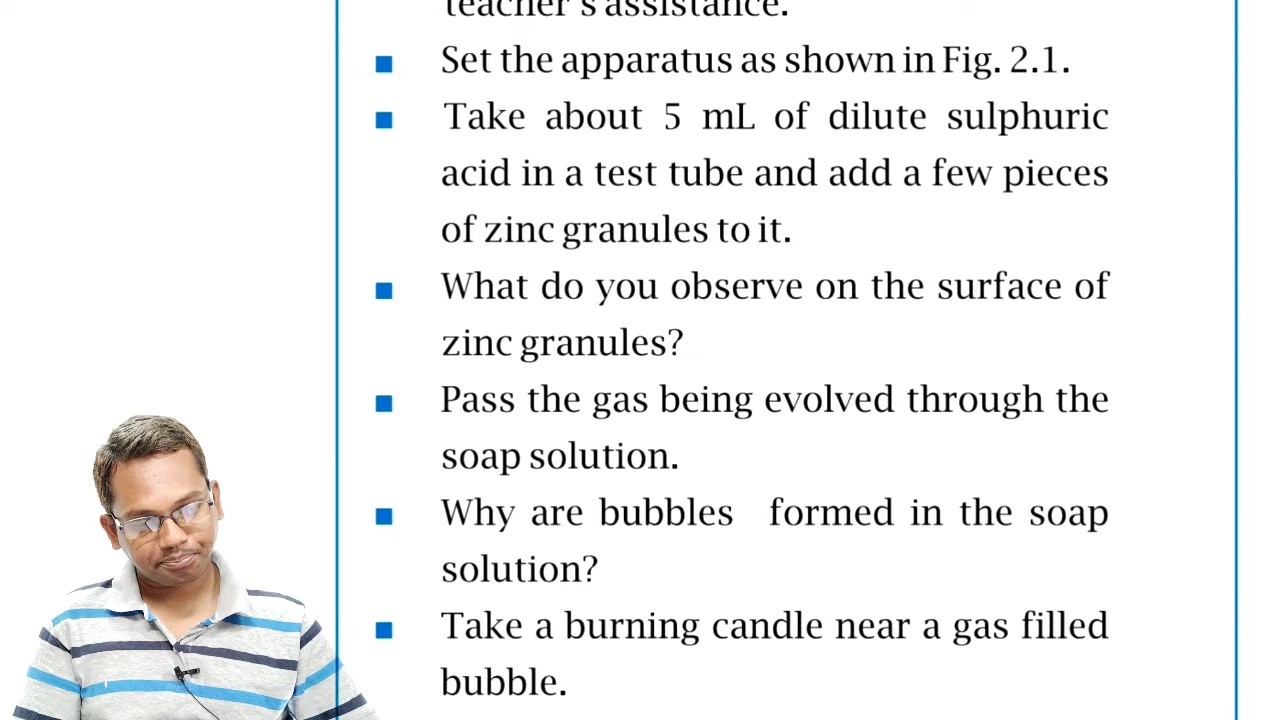 teacher's assistance.
■ Set the apparatus as shown in Fig. 2.1.
■ Take about 5 mL of dilute sulphuric
acid in a test tube and add a few pieces
of zinc granules to it.
■ What do you observe on the surface of
zinc granules?
■ Pass the gas being evolved through the
soap solution.
■ Why are bubbles formed in the soap
solution?
■ Take a burning candle near a gas filled
bubble.